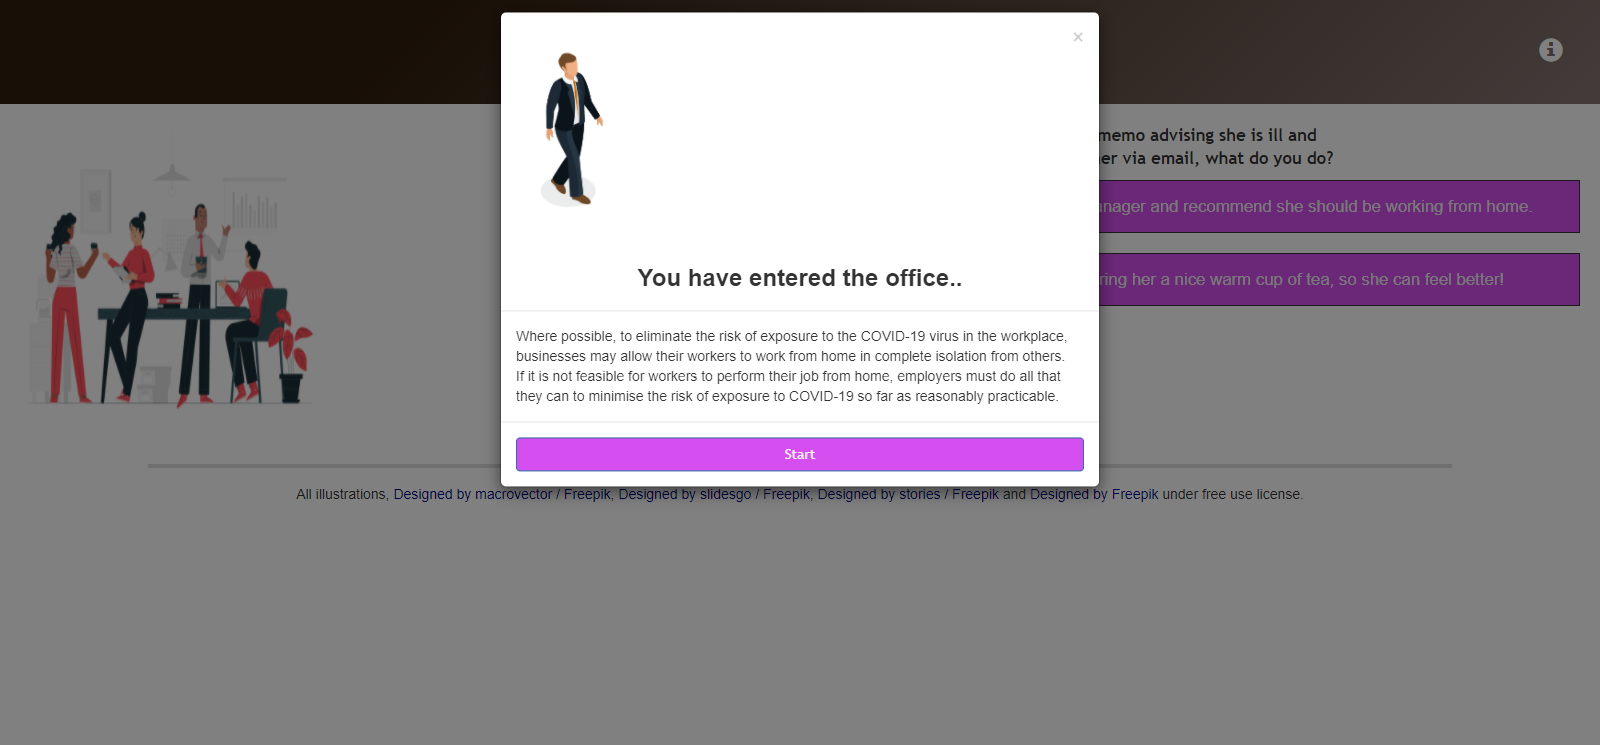 You have entered the office..
Where possible, to eliminate the risk of exposure to the COVID-19 virus in the workplace,
businesses may allow their workers to work from home in complete isolation from others.
If it is not feasible for workers to perform their job from home, employers must do all that
they can to minimise the risk of exposure to COVID-19 so far as reasonably practicable.
Start
memo advising she is ill and
via email, what do you do?
and recommend she should be working from home.
her a nice warm cup of tea, so she can feel better!
All illustrations, Designed by macrovector / Freepik, Designed by slidesgo / Freepik, Designed by stories / Freepik and Designed by Freepik under free use license.